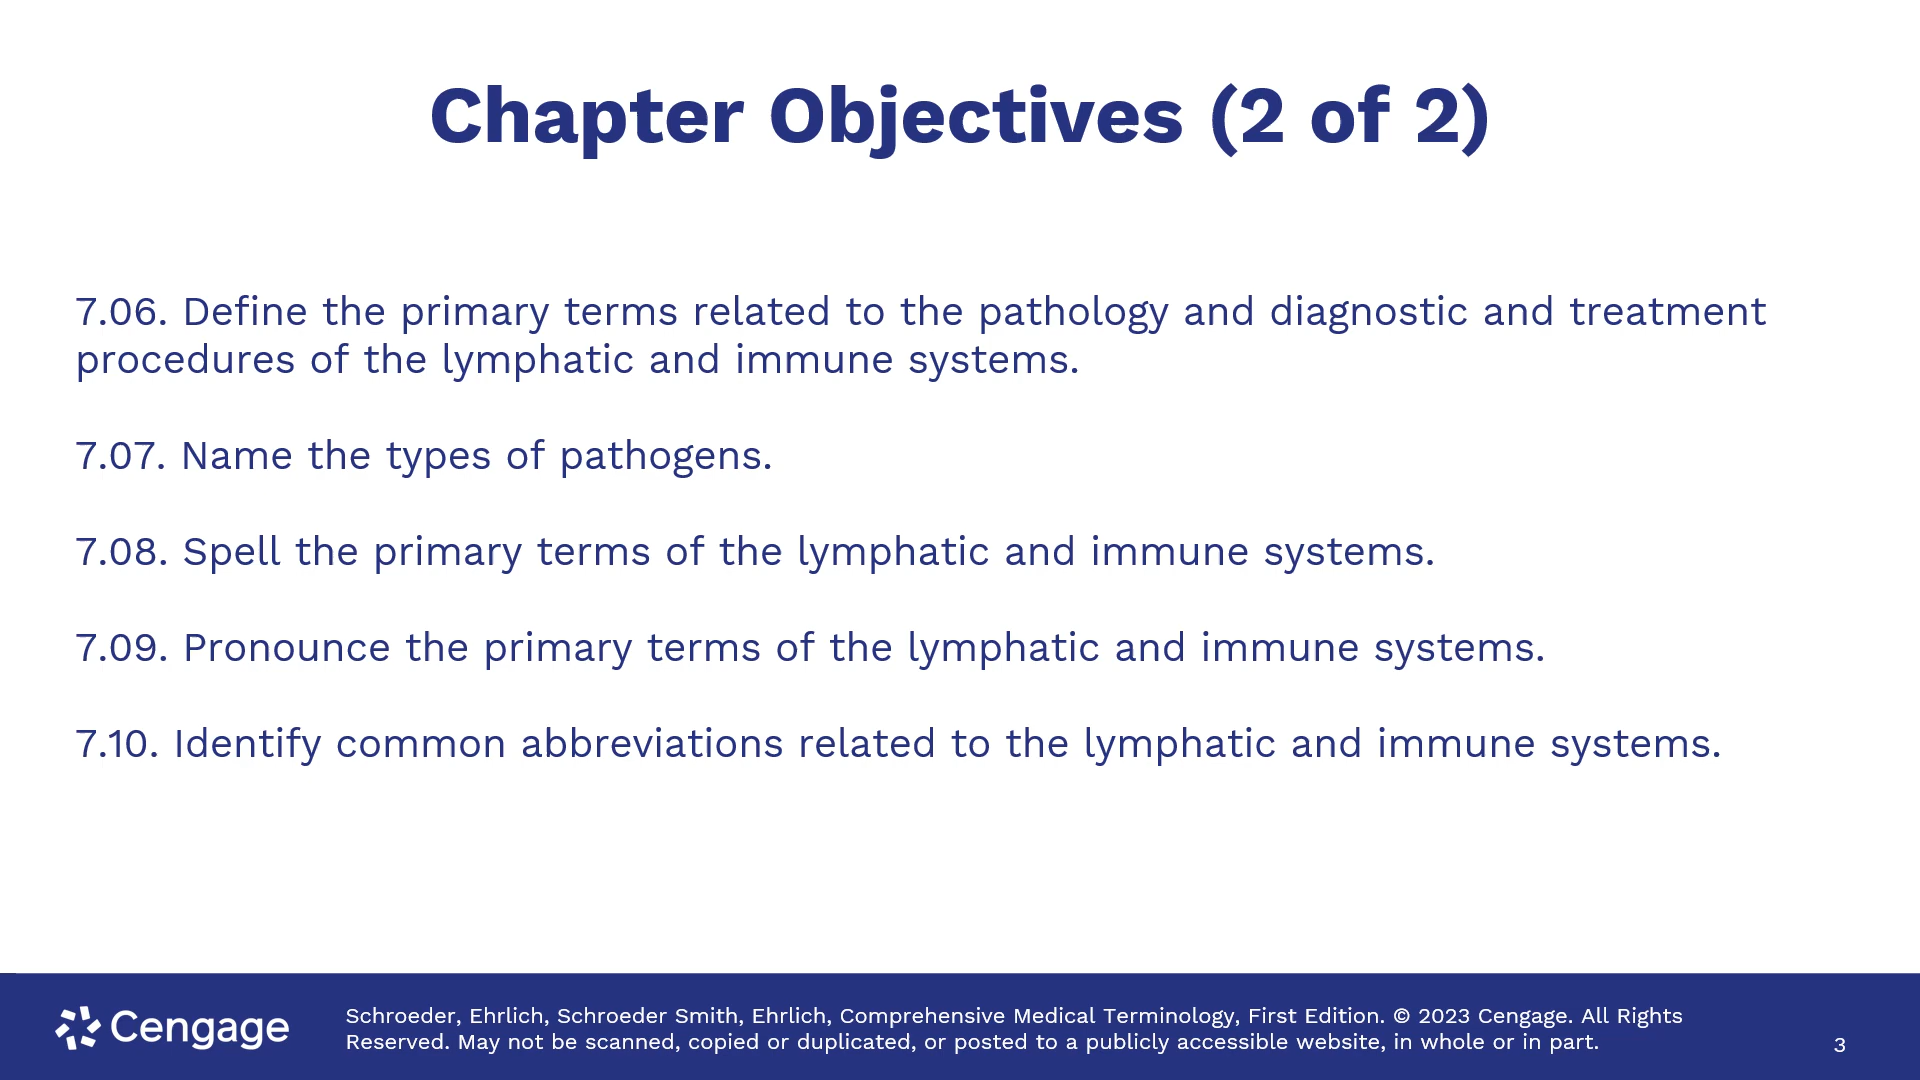 Chapter Objectives (2 of 2)
7.06. Define the primary terms related to the pathology and diagnostic and treatment
procedures of the lymphatic and immune systems.
7.07. Name the types of pathogens.
7.08. Spell the primary terms of the lymphatic and immune systems.
7.09. Pronounce the primary terms of the lymphatic and immune systems.
7.10. Identify common abbreviations related to the lymphatic and immune systems.
Cengage
Schroeder, Ehrlich, Schroeder Smith, Ehrlich, Comprehensive Medical Terminology, First Edition. © 2023 Cengage. All Rights
Reserved. May not be scanned, copied or duplicated, or posted to a publicly accessible website, in whole or in part.
3